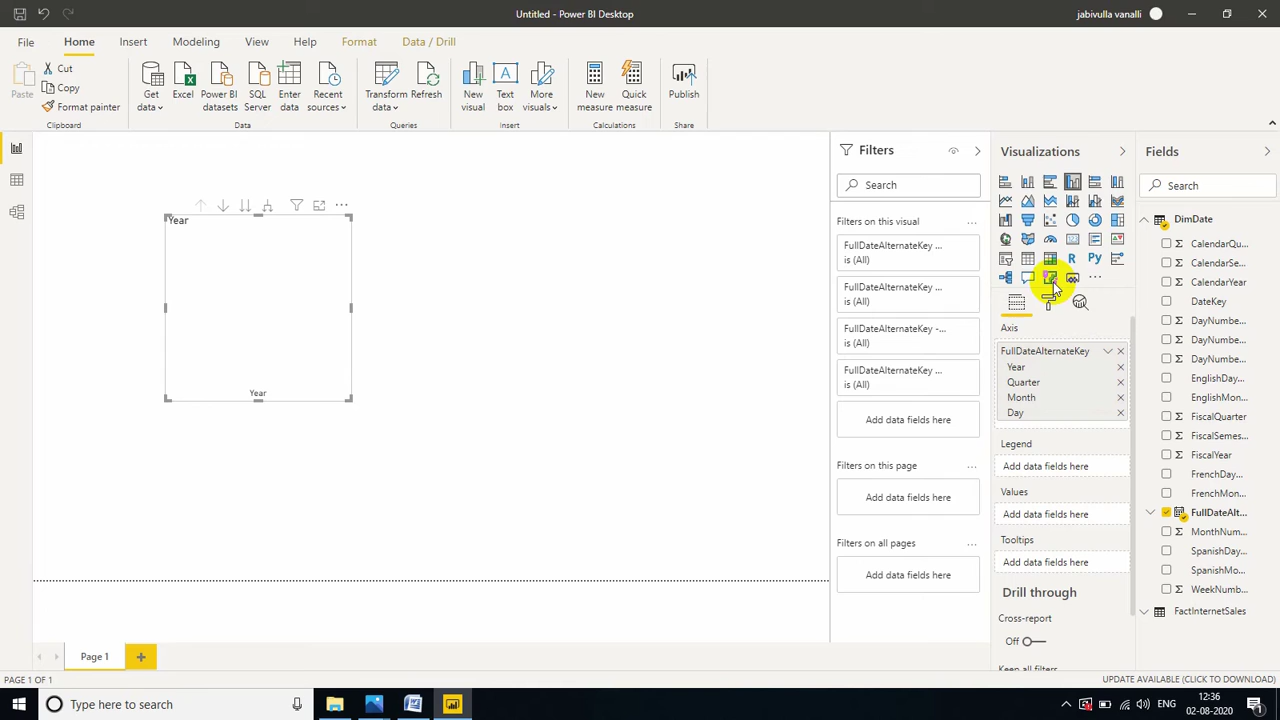 Untitled - Power BI Desktop
jabivulla vanalli
File
Home
Insert
Modeling
View
Help
Format
Data / Drill
Paste
Cut
Copy
Format painter
Clipboard
Get data
Excel
Power BI datasets
SQL Server
Enter data
Recent sources
Data
Transform data
Refresh
Queries
New visual
Text box
More visuals
Insert
New measure
Quick measure
Calculations
Publish
Share
Year
Year
Filters
Search
Filters on this visual
FullDateAlternateKey ...
is (All)
FullDateAlternateKey ...
is (All)
FullDateAlternateKey -...
is (All)
FullDateAlternateKey ...
is (All)
Add data fields here
Filters on this page
Add data fields here
Filters on all pages
Add data fields here
Visualizations
R
Py
Axis
FullDateAlternateKey
Year
Quarter
Month
Day
Legend
Add data fields here
Values
Add data fields here
Tooltips
Add data fields here
Drill through
Cross-report
Off
Keep all filters
Fields
Search
DimDate
CalendarQu...
CalendarSe...
CalendarYear
DateKey
DayNumbe...
DayNumbe...
DayNumbe...
EnglishDay...
EnglishMon...
FiscalQuarter
FiscalSemes...
FiscalYear
FrenchDay...
FrenchMon...
FullDateAlt...
MonthNum...
SpanishDay...
SpanishMo...
WeekNumb...
FactInternetSales
Page 1
PAGE 1 OF 1
UPDATE AVAILABLE (CLICK TO DOWNLOAD)
Type here to search
ENG
12:36
02-08-2020
1